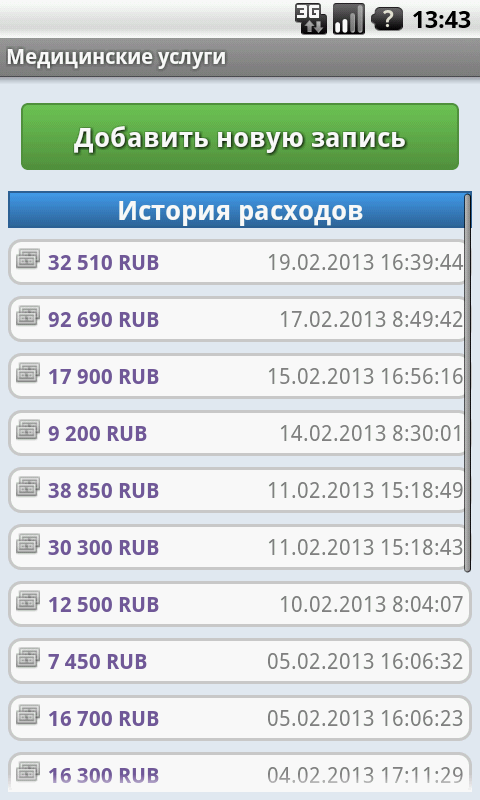 3G ? 13:43
Медицинские услуги
Добавить новую запись
История расходов
32 510 RUB 19.02.2013 16:39:44
92 690 RUB 17.02.2013 8:49:42
17 900 RUB 15.02.2013 16:56:16
9 200 RUB 14.02.2013 8:30:01
38 850 RUB 11.02.2013 15:18:49
30 300 RUB 11.02.2013 15:18:43
12 500 RUB 10.02.2013 8:04:07
7 450 RUB 05.02.2013 16:06:32
16 700 RUB 05.02.2013 16:06:23
16 300 RUB 04.02.2013 17:11:29